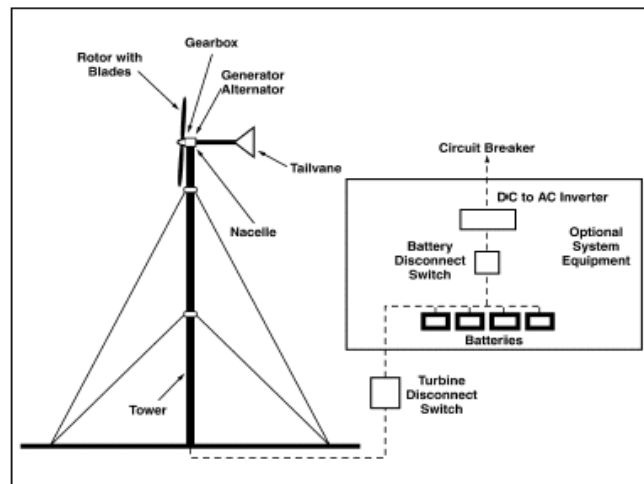 Gearbox
Rotor with
Blades
Generator
Alternator
Tailvane
Nacelle
Tower
Circuit Breaker
DC to AC Inverter
Battery
Disconnect
Switch
Optional
System
Equipment
Batteries
Turbine
Disconnect
Switch